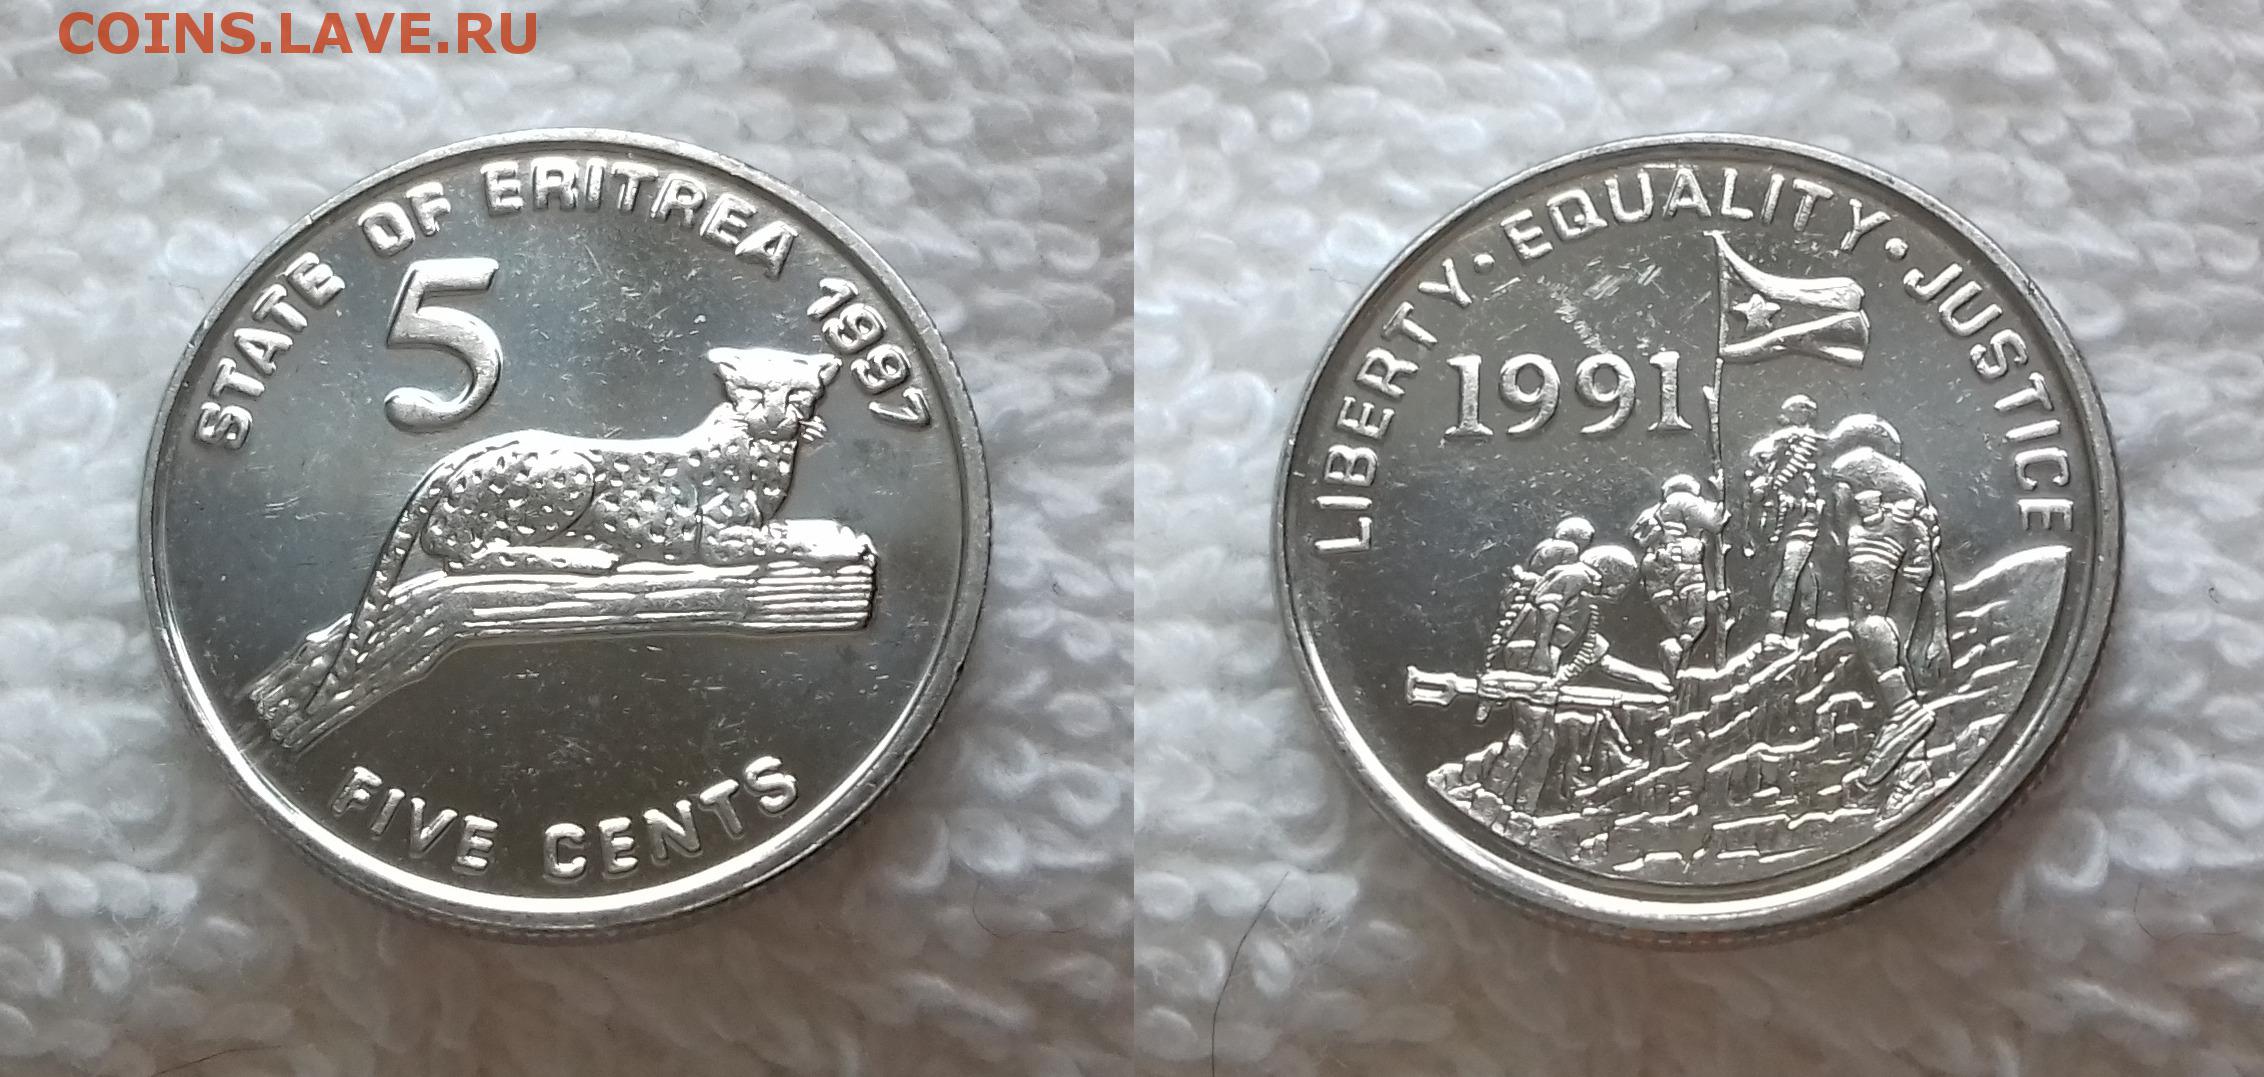 COINS.LAVE.RU
STATE OF ERITREA 1997
5
FIVE CENTS
LIBERTY · EQUALITY · JUSTICE
1991